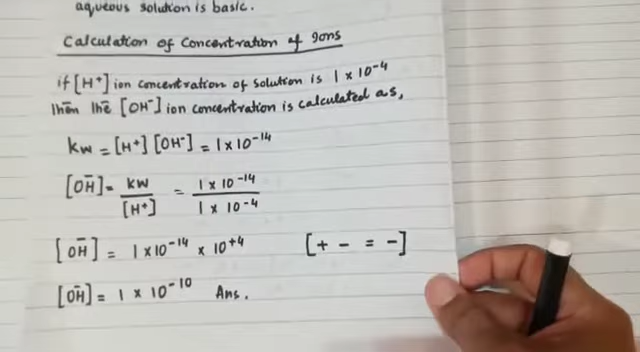 aqueous solution is basic.
Calculation of Concentration of Ions
if [H⁺] ion concentration of solution is 1 x 10⁻⁴
Then the [OH⁻] ion concentration is calculated as,
Kw = [H⁺] [OH⁻] = 1 x 10⁻¹⁴
[OH⁻] = Kw / [H⁺] = 1 x 10⁻¹⁴ / 1 x 10⁻⁴
[OH⁻] = 1 x 10⁻¹⁴ x 10⁺⁴ [+ - = -]
[OH⁻] = 1 x 10⁻¹⁰ Ans.